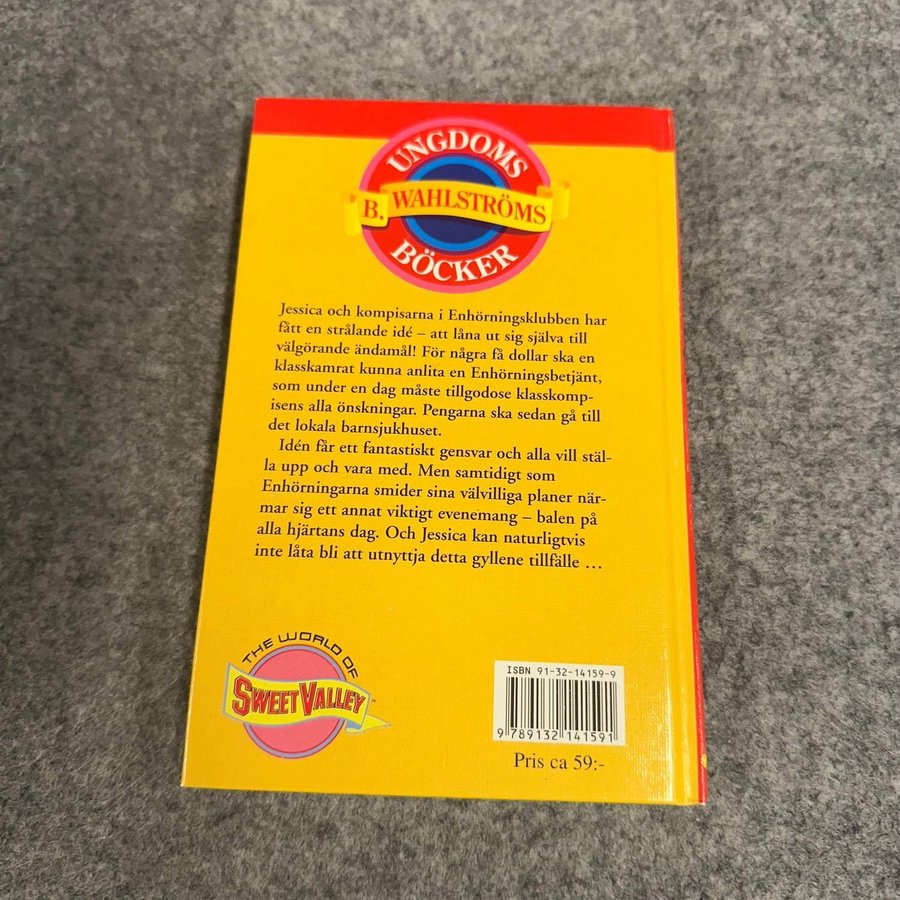 UNGDOMS
B. WAHLSTRÖMS
BÖCKER
Jessica och kompisarna i Enhörningsklubben har
fått en strålande idé – att låna ut sig själva till
välgörande ändamål! För några få dollar ska en
klasskamrat kunna anlita en Enhörningsbetjänt,
som under en dag måste tillgodose klasskomp-
isens alla önskningar. Pengarna ska sedan gå till
det lokala barnsjukhuset.
Idén får ett fantastiskt gensvar och alla vill stäl-
la upp och vara med. Men samtidigt som
Enhörningarna smider sina välvilliga planer när-
mar sig ett annat viktigt evenemang – balen på
alla hjärtans dag. Och Jessica kan naturligtvis
inte låta bli att utnyttja detta gyllene tillfälle …
THE WORLD OF
SWEET VALLEY™
ISBN 91-32-14159-9
9 789132 141591
Pris ca 59:-